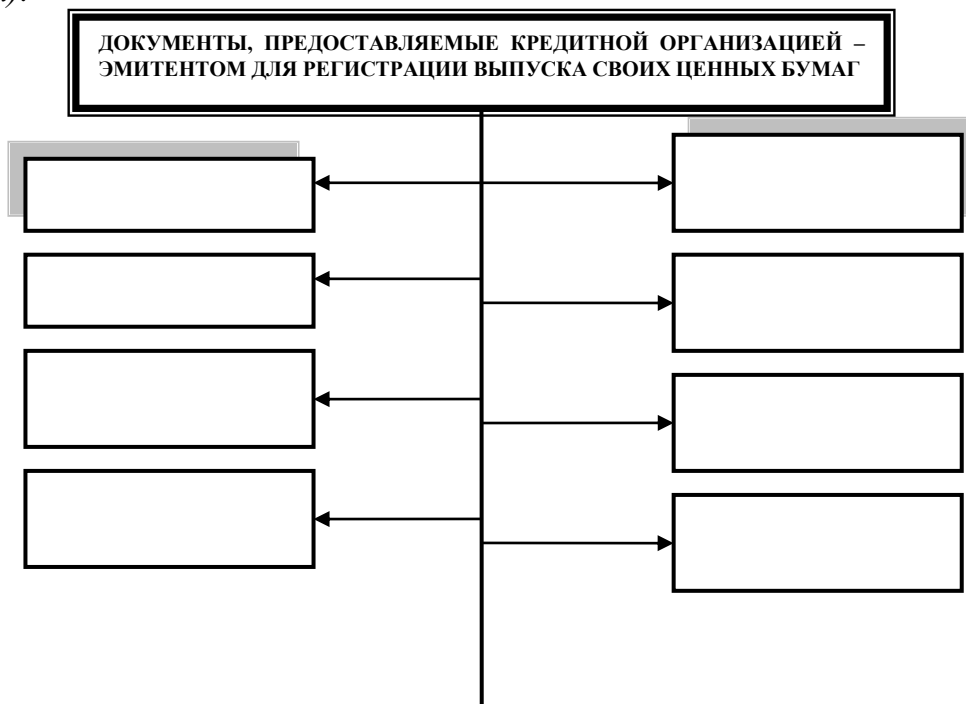 ДОКУМЕНТЫ, ПРЕДОСТАВЛЯЕМЫЕ КРЕДИТНОЙ ОРГАНИЗАЦИЕЙ –
ЭМИТЕНТОМ ДЛЯ РЕГИСТРАЦИИ ВЫПУСКА СВОИХ ЦЕННЫХ БУМАГ